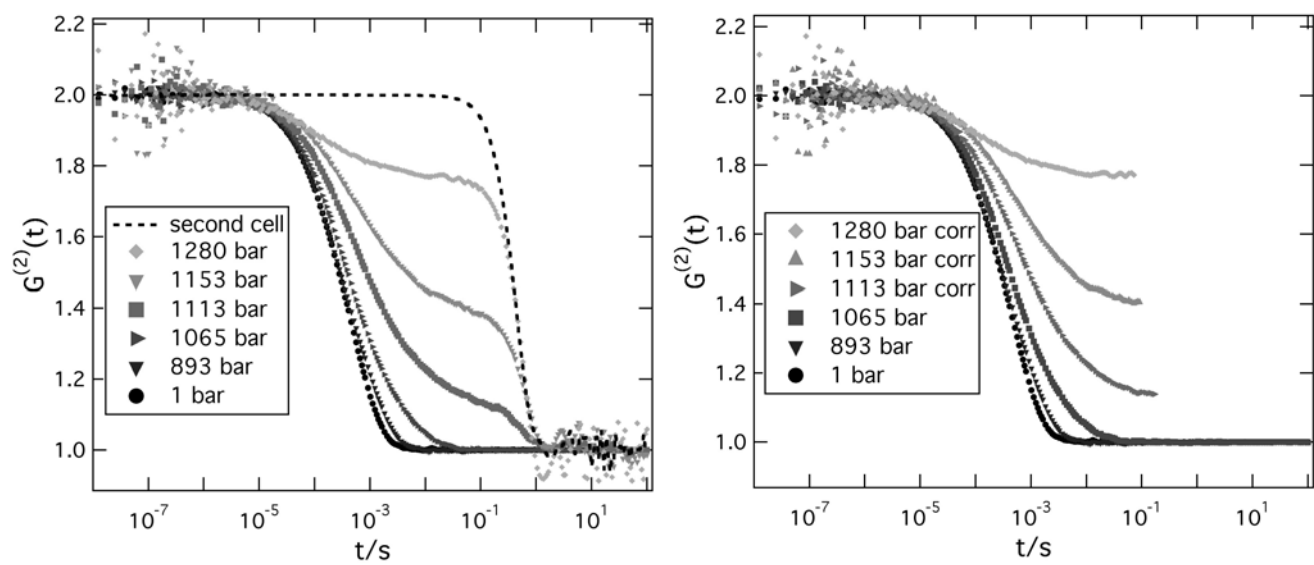 2.2
2.0
1.8
1.6
1.4
1.2
1.0
G(2)(t)
second cell
1280 bar
1153 bar
1113 bar
1065 bar
893 bar
1 bar
10-7
10-5
10-3
10-1
101
t/s
2.2
2.0
1.8
1.6
1.4
1.2
1.0
G(2)(t)
1280 bar corr
1153 bar corr
1113 bar corr
1065 bar
893 bar
1 bar
10-7
10-5
10-3
10-1
101
t/s